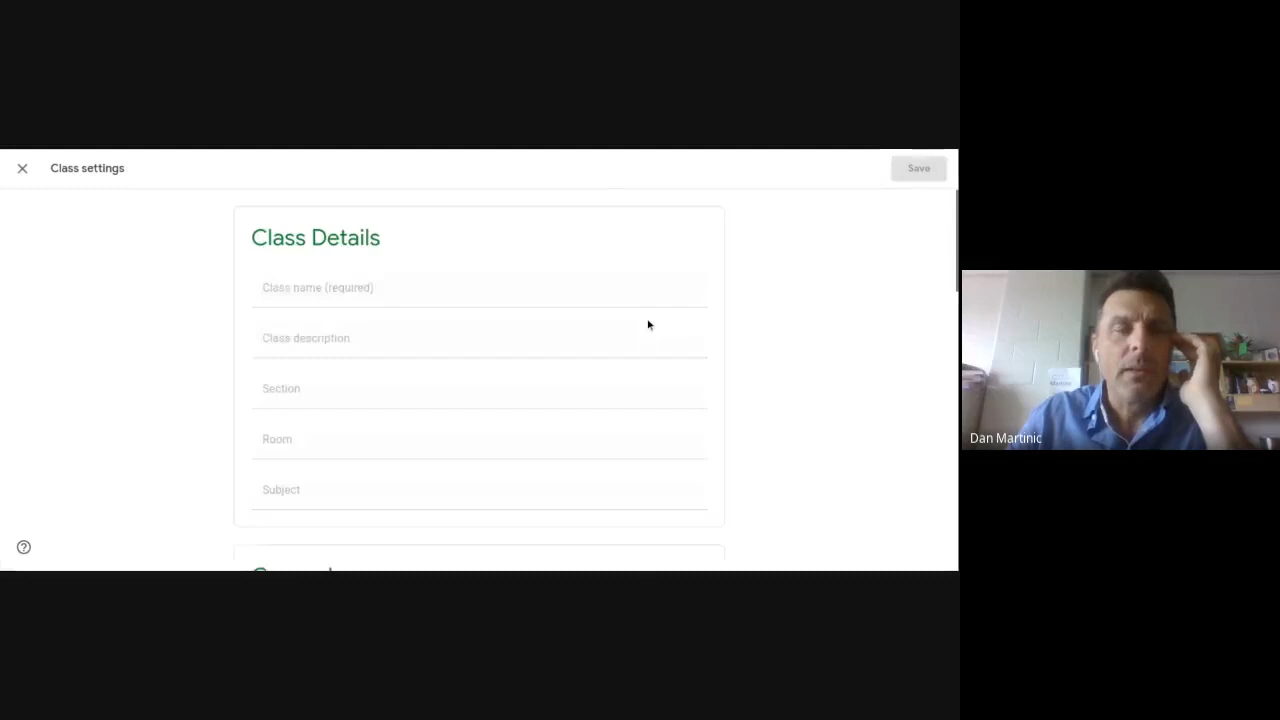 Class settings
Save
Class Details
Class name (required)
Class description
Section
Room
Subject
Dan Martinic